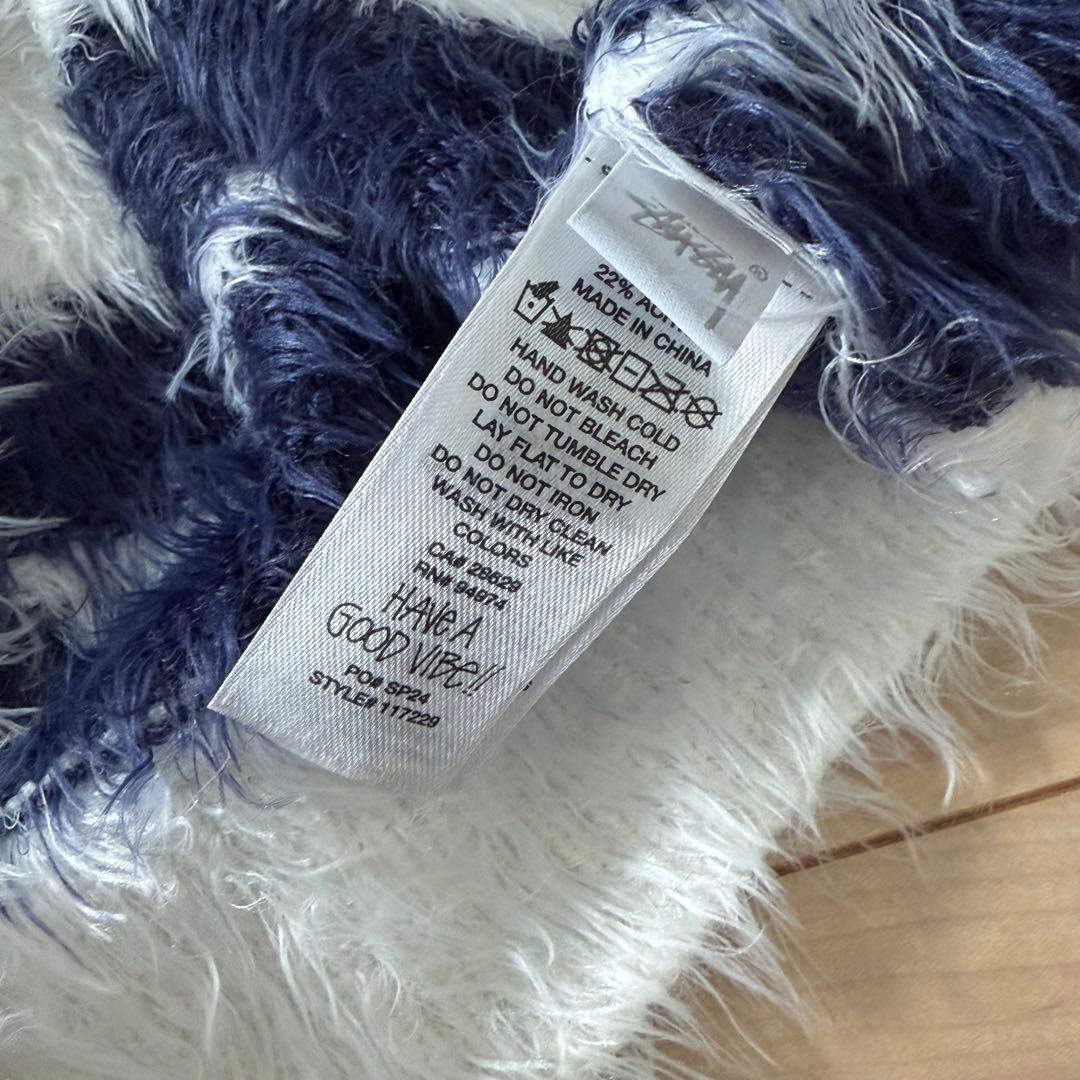 Stüssy ®
22%
MADE IN CHINA
HAND WASH COLD
DO NOT BLEACH
DO NOT TUMBLE DRY
LAY FLAT TO DRY
DO NOT IRON
DO NOT DRY CLEAN
WASH WITH LIKE
COLORS
CA# 28629
RN# 94974
HAVE A
GOOD VIBE!!
PO# SP24
STYLE# 117229